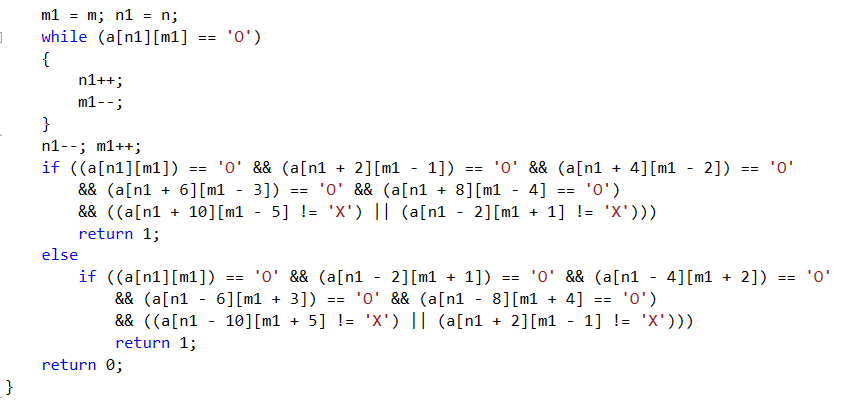 m1 = m; n1 = n;
while (a[n1][m1] == 'O')
{
n1++;
m1--;
}
n1--; m1++;
if ((a[n1][m1]) == 'O' && (a[n1 + 2][m1 - 1]) == 'O' && (a[n1 + 4][m1 - 2]) == 'O'
&& (a[n1 + 6][m1 - 3]) == 'O' && (a[n1 + 8][m1 - 4] == 'O')
&& ((a[n1 + 10][m1 - 5] != 'X') || (a[n1 - 2][m1 + 1] != 'X')))
return 1;
else
if ((a[n1][m1]) == 'O' && (a[n1 - 2][m1 + 1]) == 'O' && (a[n1 - 4][m1 + 2]) == 'O'
&& (a[n1 - 6][m1 + 3]) == 'O' && (a[n1 - 8][m1 + 4] == 'O')
&& ((a[n1 - 10][m1 + 5] != 'X') || (a[n1 + 2][m1 - 1] != 'X')))
return 1;
return 0;
}